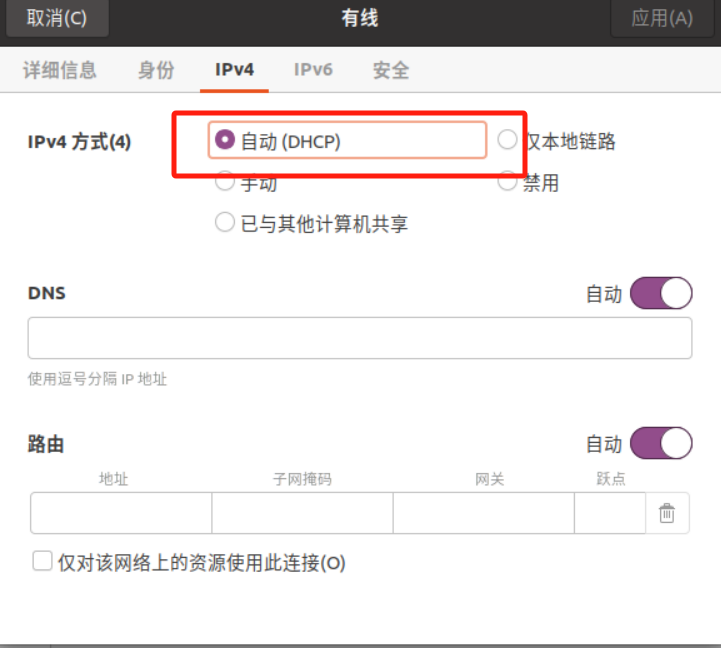 取消(C) 有线 应用(A)
详细信息 身份 IPv4 IPv6 安全
IPv4 方式(4) 自动 (DHCP) 仅本地链路
手动 禁用
已与其他计算机共享
DNS 自动
使用逗号分隔 IP 地址
路由 自动
地址 子网掩码 网关 跃点
仅对该网络上的资源使用此连接(O)